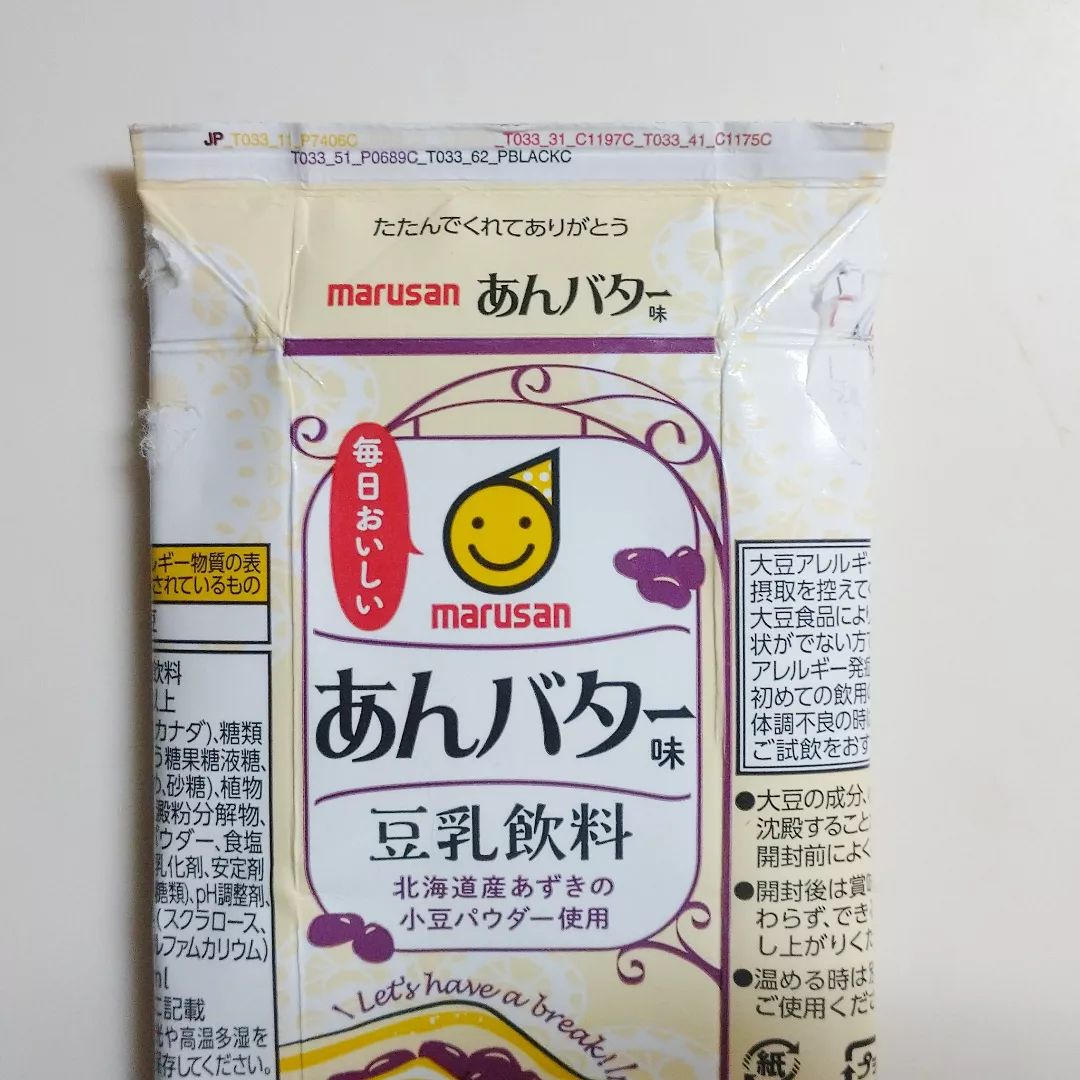 JP_T033_11_P7406C _T033_31_C1197C_T033_41_C1175C
T033_51_P0689C_T033_62_PBLACKC
たたんでくれてありがとう
marusan あんバター味
毎日おいしい
marusan
あんバター味
豆乳飲料
北海道産あずきの
小豆パウダー使用
Let's have a break!
ギー物質の表
されているもの
飲料
上
カナダ)、糖類
う糖果糖液糖、
、砂糖)、植物
澱粉分解物、
パウダー、食塩
乳化剤、安定剤
糖類)、pH調整剤、
(スクラロース、
ルファムカリウム)
ml
に記載
光や高温多湿を
保存してください。
大豆アレルギー
摂取を控えて
大豆食品により
状がでない方
アレルギー発症
初めての飲用
体調不良の時
ご試飲をおす
●大豆の成分、
沈殿すること
開封前によく
●開封後は賞味
わらず、でき
し上がりくだ
●温める時は
ご使用くださ
紙
プラ